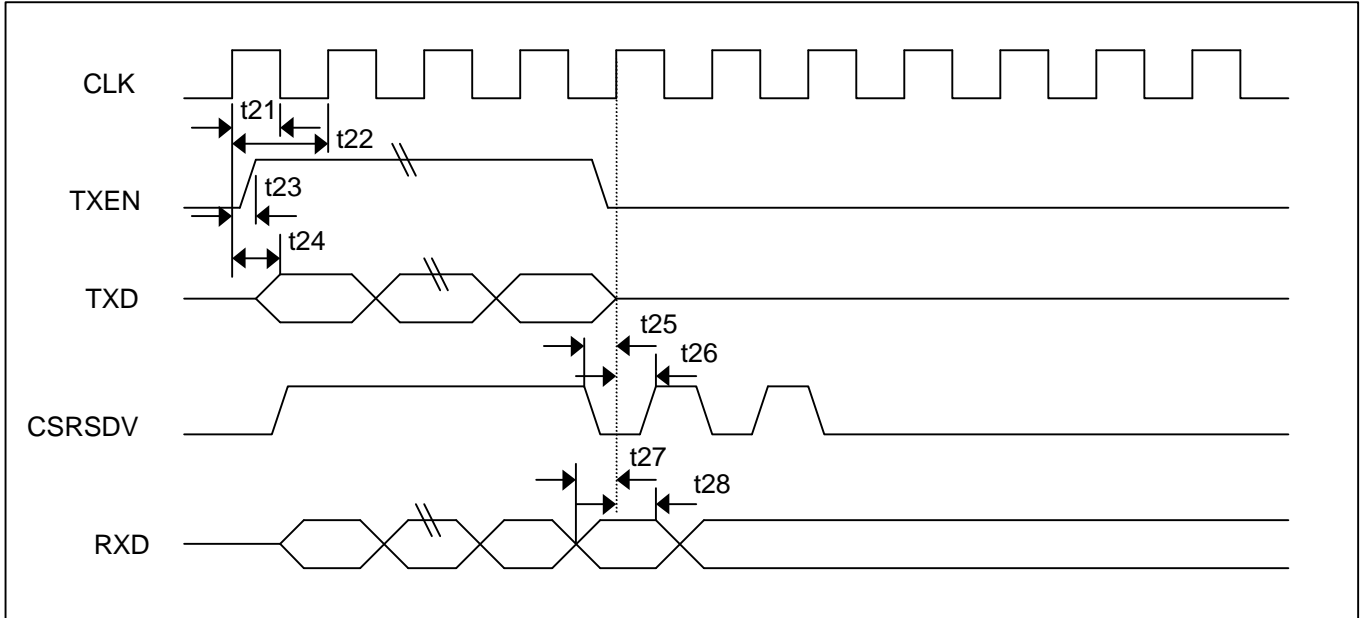 CLK
t21
t22
TXEN
t23
t24
TXD
t25
t26
CSRSDV
t27
t28
RXD